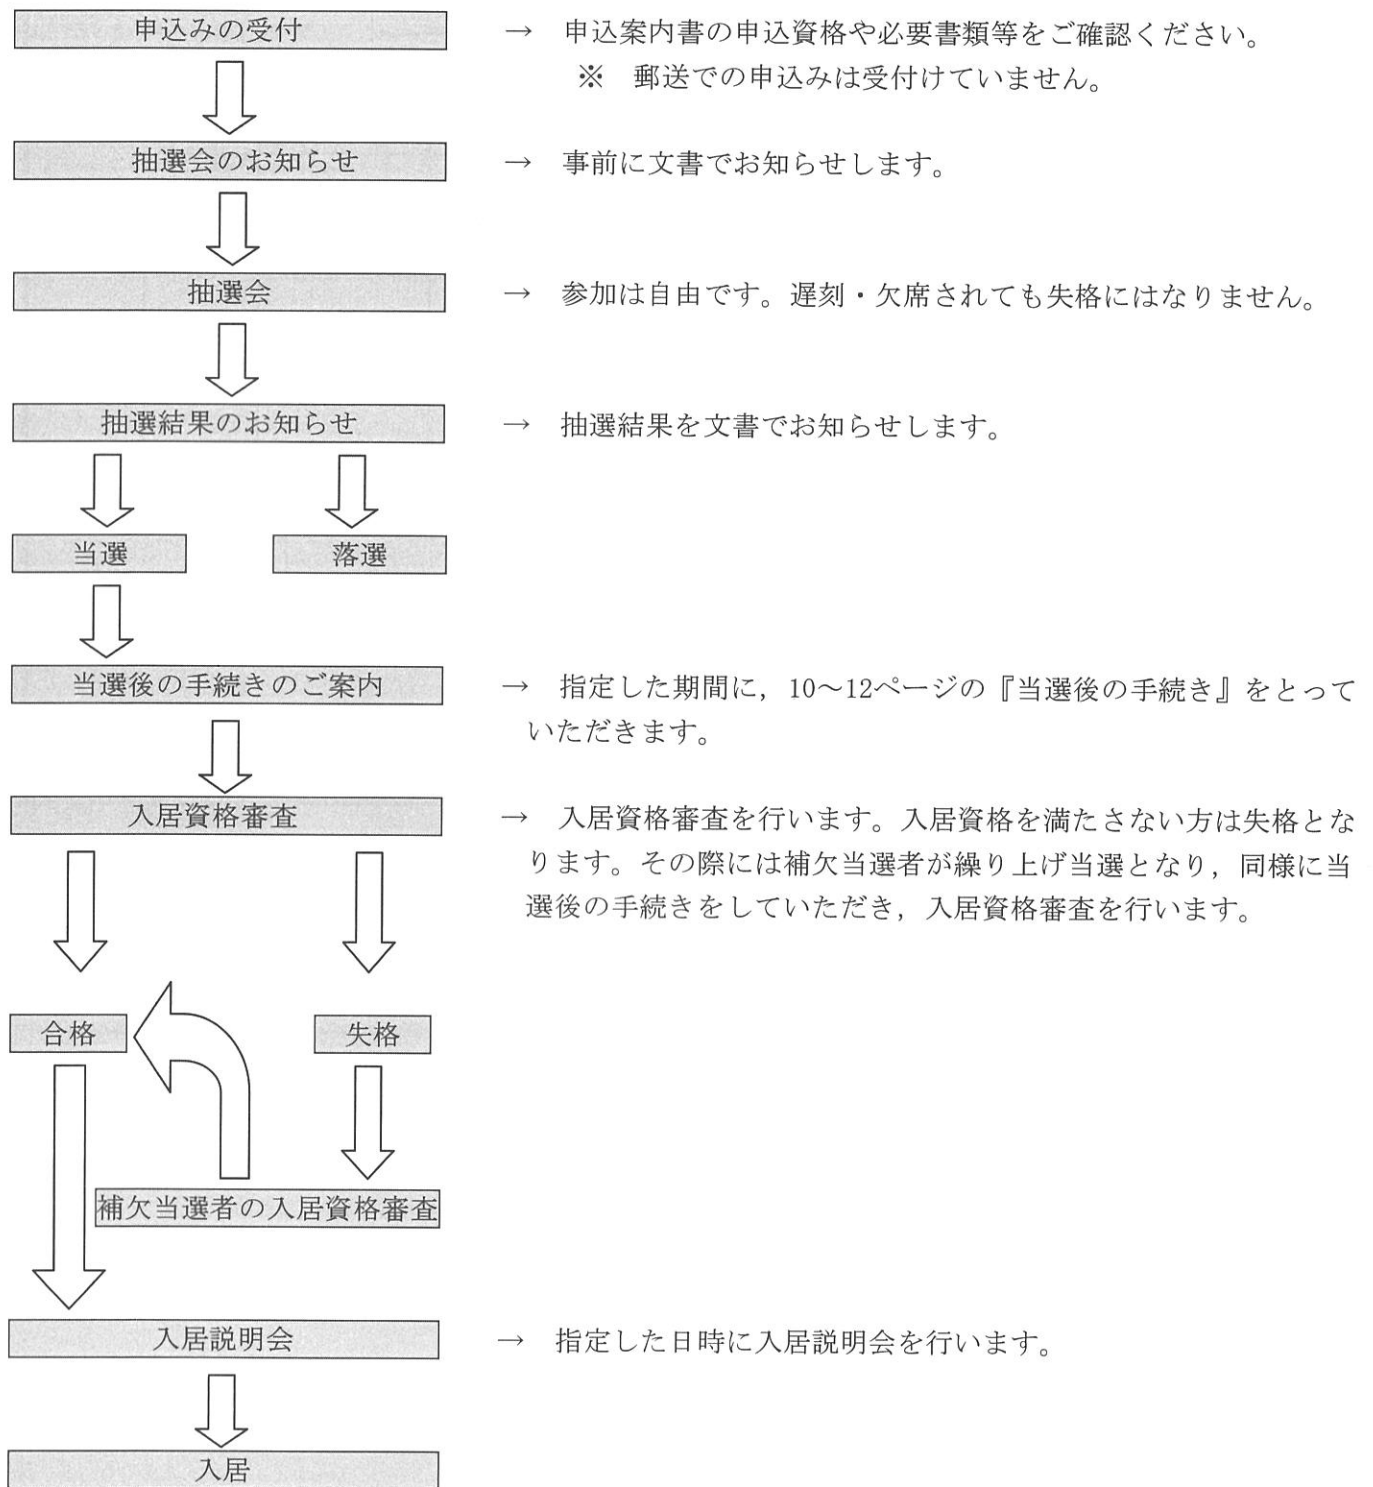 申込みの受付
→　申込案内書の申込資格や必要書類等をご確認ください。
※　郵送での申込みは受付けていません。
抽選会のお知らせ
→　事前に文書でお知らせします。
抽選会
→　参加は自由です。遅刻・欠席されても失格にはなりません。
抽選結果のお知らせ
→　抽選結果を文書でお知らせします。
当選
落選
当選後の手続きのご案内
→　指定した期間に，10～12ページの『当選後の手続き』をとって
いただきます。
入居資格審査
→　入居資格審査を行います。入居資格を満たさない方は失格とな
ります。その際には補欠当選者が繰り上げ当選となり，同様に当
選後の手続きをしていただき，入居資格審査を行います。
合格
失格
補欠当選者の入居資格審査
入居説明会
→　指定した日時に入居説明会を行います。
入居